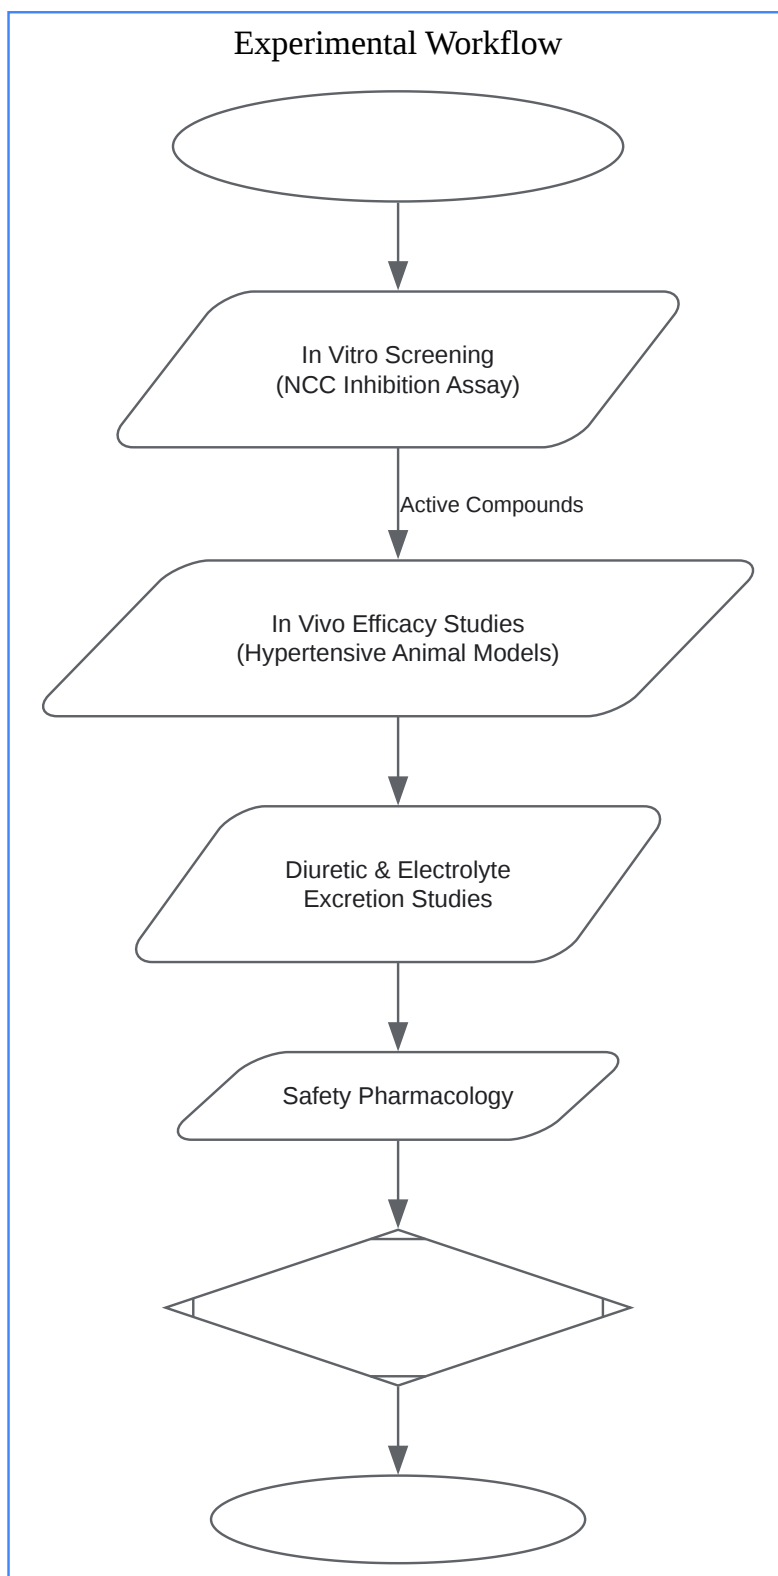 Experimental Workflow
In Vitro Screening
(NCC Inhibition Assay)
Active Compounds
In Vivo Efficacy Studies
(Hypertensive Animal Models)
Diuretic & Electrolyte
Excretion Studies
Safety Pharmacology